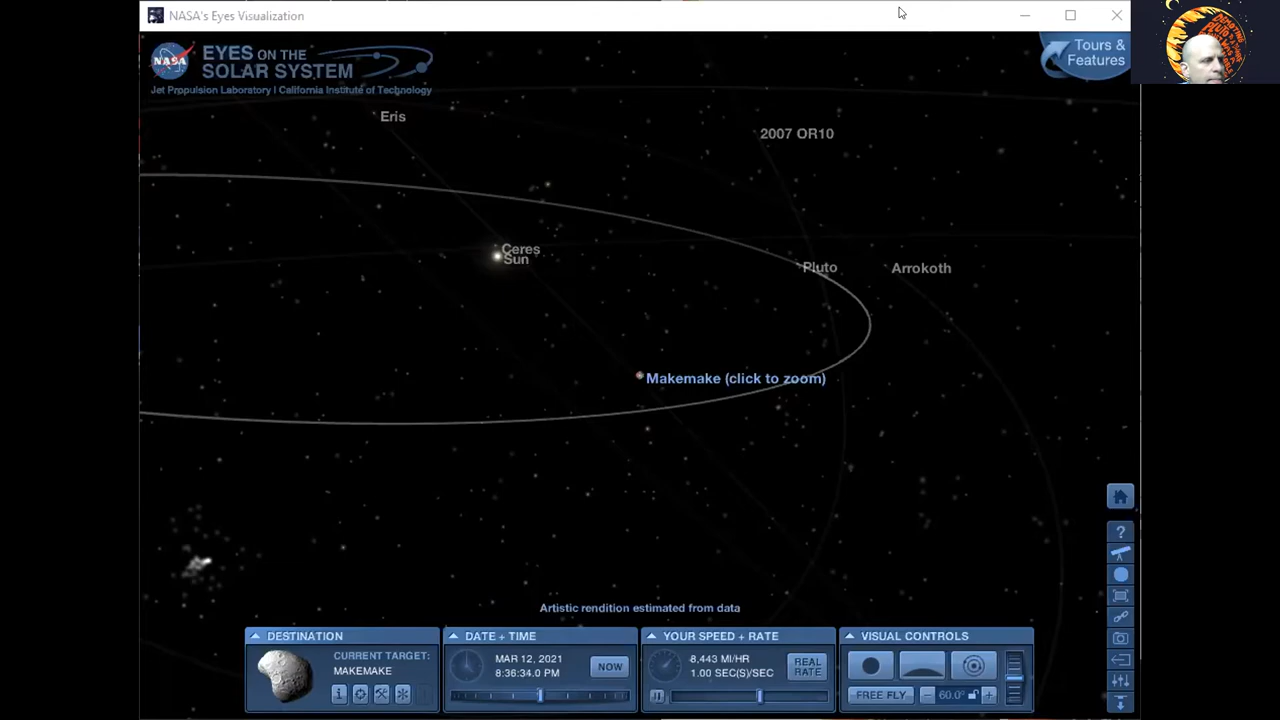 NASA's Eyes Visualization
NASA
EYES ON THE
SOLAR SYSTEM
Jet Propulsion Laboratory | California Institute of Technology
Tours &
Features
Eris
2007 OR10
Ceres
Sun
Pluto
Arrokoth
Makemake (click to zoom)
?
Artistic rendition estimated from data
DESTINATION
CURRENT TARGET:
MAKEMAKE
DATE + TIME
MAR 12, 2021
8:36:34.0 PM
NOW
YOUR SPEED + RATE
8,443 MI/HR
1.00 SEC(S)/SEC
REAL
RATE
VISUAL CONTROLS
FREE FLY
60.0°